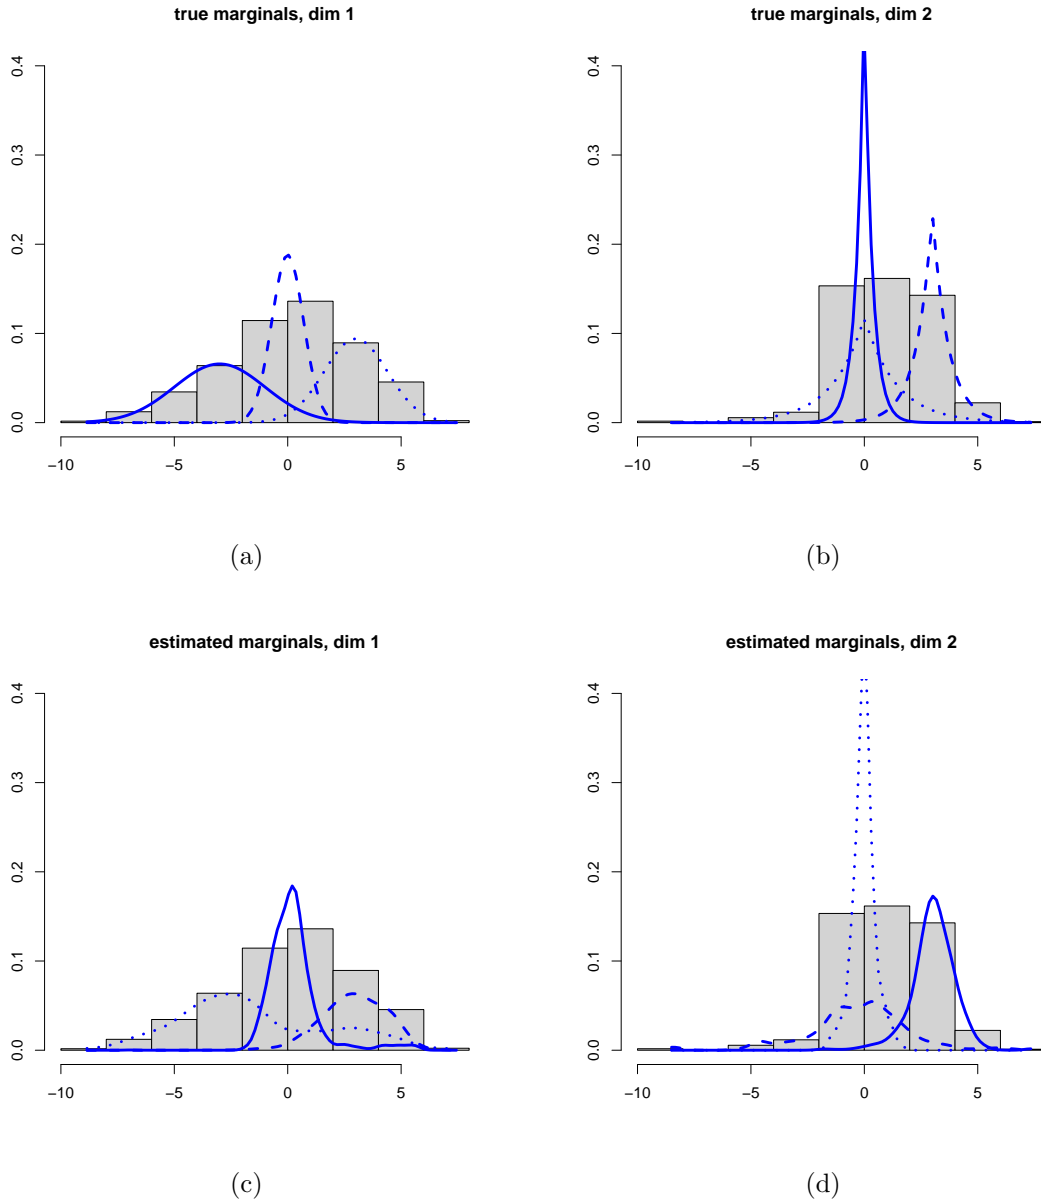 true marginals, dim 1
true marginals, dim 2
0.0 0.1 0.2 0.3 0.4
0.0 0.1 0.2 0.3 0.4
−10 −5 0 5
−10 −5 0 5
(a)
(b)
estimated marginals, dim 1
estimated marginals, dim 2
0.0 0.1 0.2 0.3 0.4
0.0 0.1 0.2 0.3 0.4
−10 −5 0 5
−10 −5 0 5
(c)
(d)